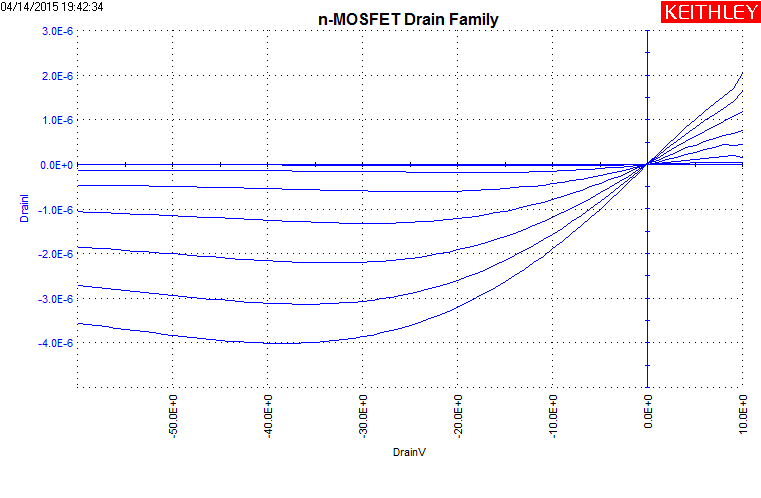 04/14/2015 19:42:34
n-MOSFET Drain Family
KEITHLEY
3.0E-6
2.0E-6
1.0E-6
0.0E+0
-1.0E-6
-2.0E-6
-3.0E-6
-4.0E-6
DrainI
-50.0E+0
-40.0E+0
-30.0E+0
-20.0E+0
-10.0E+0
0.0E+0
10.0E+0
DrainV